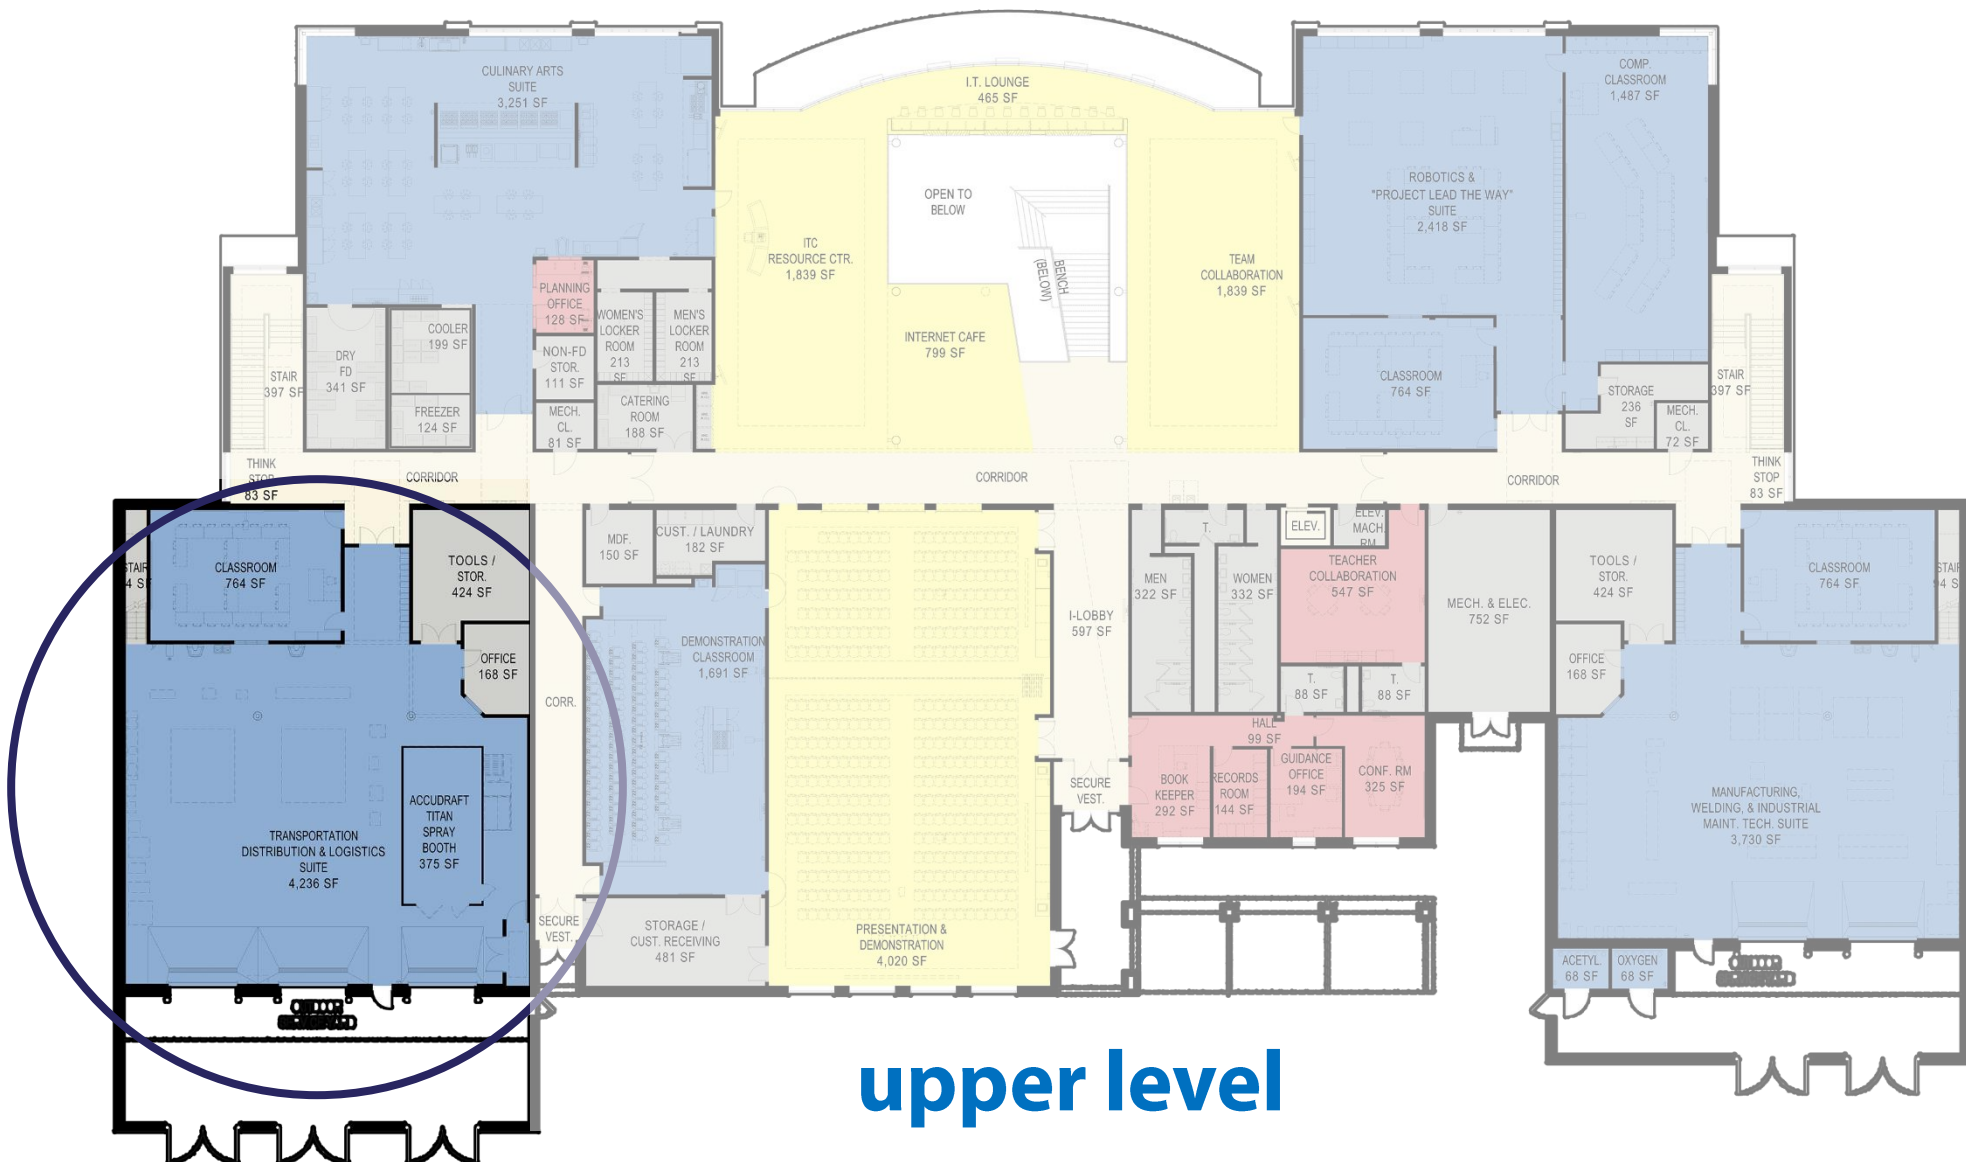 CULINARY ARTS
SUITE
3,251 SF
I.T. LOUNGE
465 SF
COMP.
CLASSROOM
1,487 SF
OPEN TO
BELOW
ROBOTICS &
"PROJECT LEAD THE WAY"
SUITE
2,418 SF
ITC
RESOURCE CTR.
1,839 SF
BENCH
(BELOW)
TEAM
COLLABORATION
1,839 SF
PLANNING
OFFICE
128 SF
WOMEN'S
LOCKER
ROOM
213
SF
MEN'S
LOCKER
ROOM
213
SF
COOLER
199 SF
INTERNET CAFE
799 SF
DRY
FD
341 SF
NON-FD
STOR.
111 SF
STAIR
397 SF
CLASSROOM
764 SF
STAIR
397 SF
STORAGE
236
SF
FREEZER
124 SF
MECH.
CL.
81 SF
CATERING
ROOM
188 SF
MECH.
CL.
72 SF
THINK
STOP
83 SF
CORRIDOR
CORRIDOR
CORRIDOR
THINK
STOP
83 SF
STAIR
4 SF
CLASSROOM
764 SF
TOOLS /
STOR.
424 SF
MDF.
150 SF
CUST. / LAUNDRY
182 SF
T.
ELEV.
ELEV.
MACH.
RM
MEN
322 SF
WOMEN
332 SF
TEACHER
COLLABORATION
547 SF
MECH. & ELEC.
752 SF
TOOLS /
STOR.
424 SF
CLASSROOM
764 SF
STAIR
94 SF
I-LOBBY
597 SF
OFFICE
168 SF
DEMONSTRATION
CLASSROOM
1,691 SF
T.
88 SF
T.
88 SF
OFFICE
168 SF
CORR.
HALL
99 SF
ACCUDRAFT
TITAN
SPRAY
BOOTH
375 SF
TRANSPORTATION
DISTRIBUTION & LOGISTICS
SUITE
4,236 SF
SECURE
VEST.
BOOK
KEEPER
292 SF
RECORDS
ROOM
144 SF
GUIDANCE
OFFICE
194 SF
CONF. RM
325 SF
MANUFACTURING,
WELDING, & INDUSTRIAL
MAINT. TECH. SUITE
3,730 SF
SECURE
VEST.
STORAGE /
CUST. RECEIVING
481 SF
PRESENTATION &
DEMONSTRATION
4,020 SF
ACETYL.
68 SF
OXYGEN
68 SF
upper level